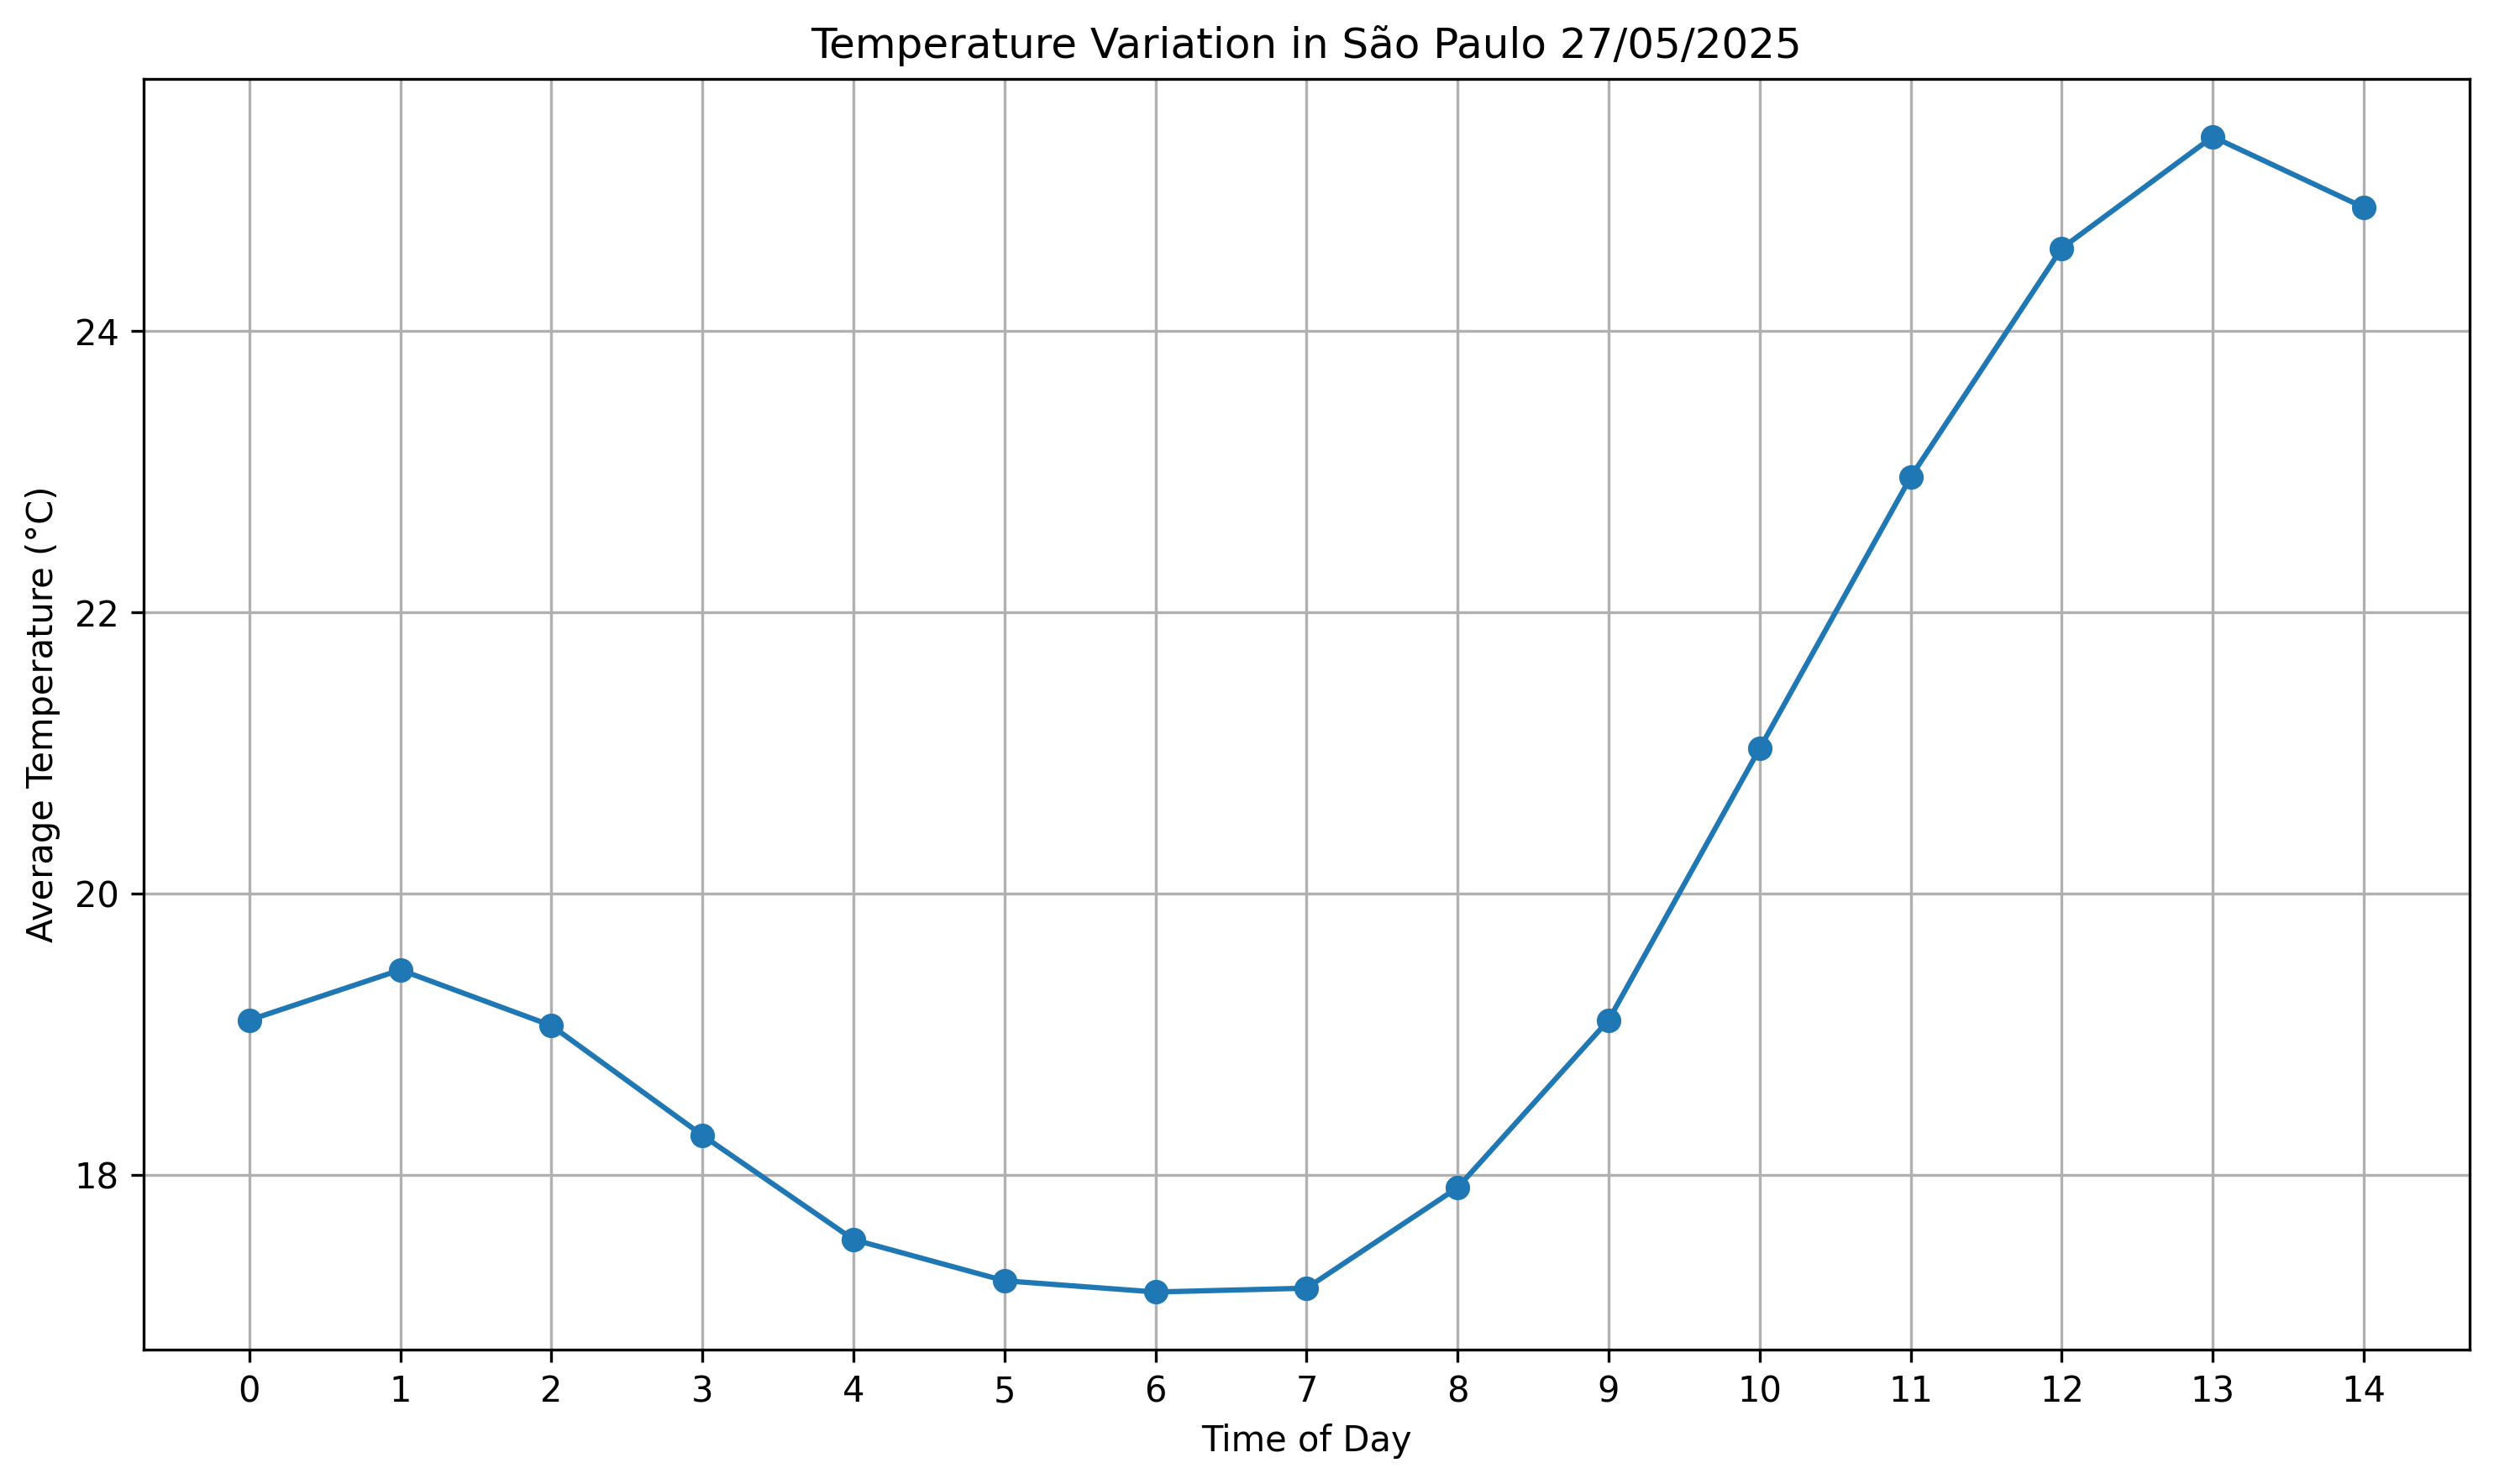 Temperature Variation in São Paulo 27/05/2025
Average Temperature (°C)
24
22
20
18
0 1 2 3 4 5 6 7 8 9 10 11 12 13 14
Time of Day